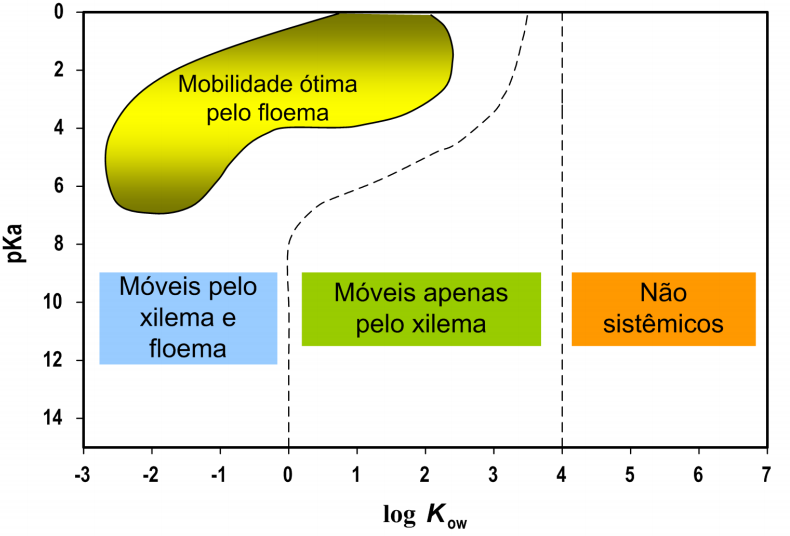 0
2
4
6
8
10
12
14
pKa
Mobilidade ótima
pelo floema
Móveis pelo
xilema e
floema
Móveis apenas
pelo xilema
Não
sistêmicos
-3 -2 -1 0 1 2 3 4 5 6 7
log Kow